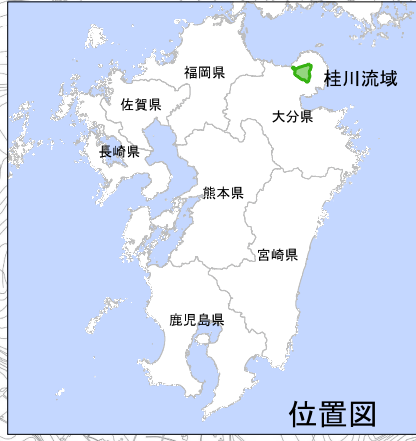 福岡県
桂川流域
佐賀県
大分県
長崎県
熊本県
宮崎県
鹿児島県
位置図